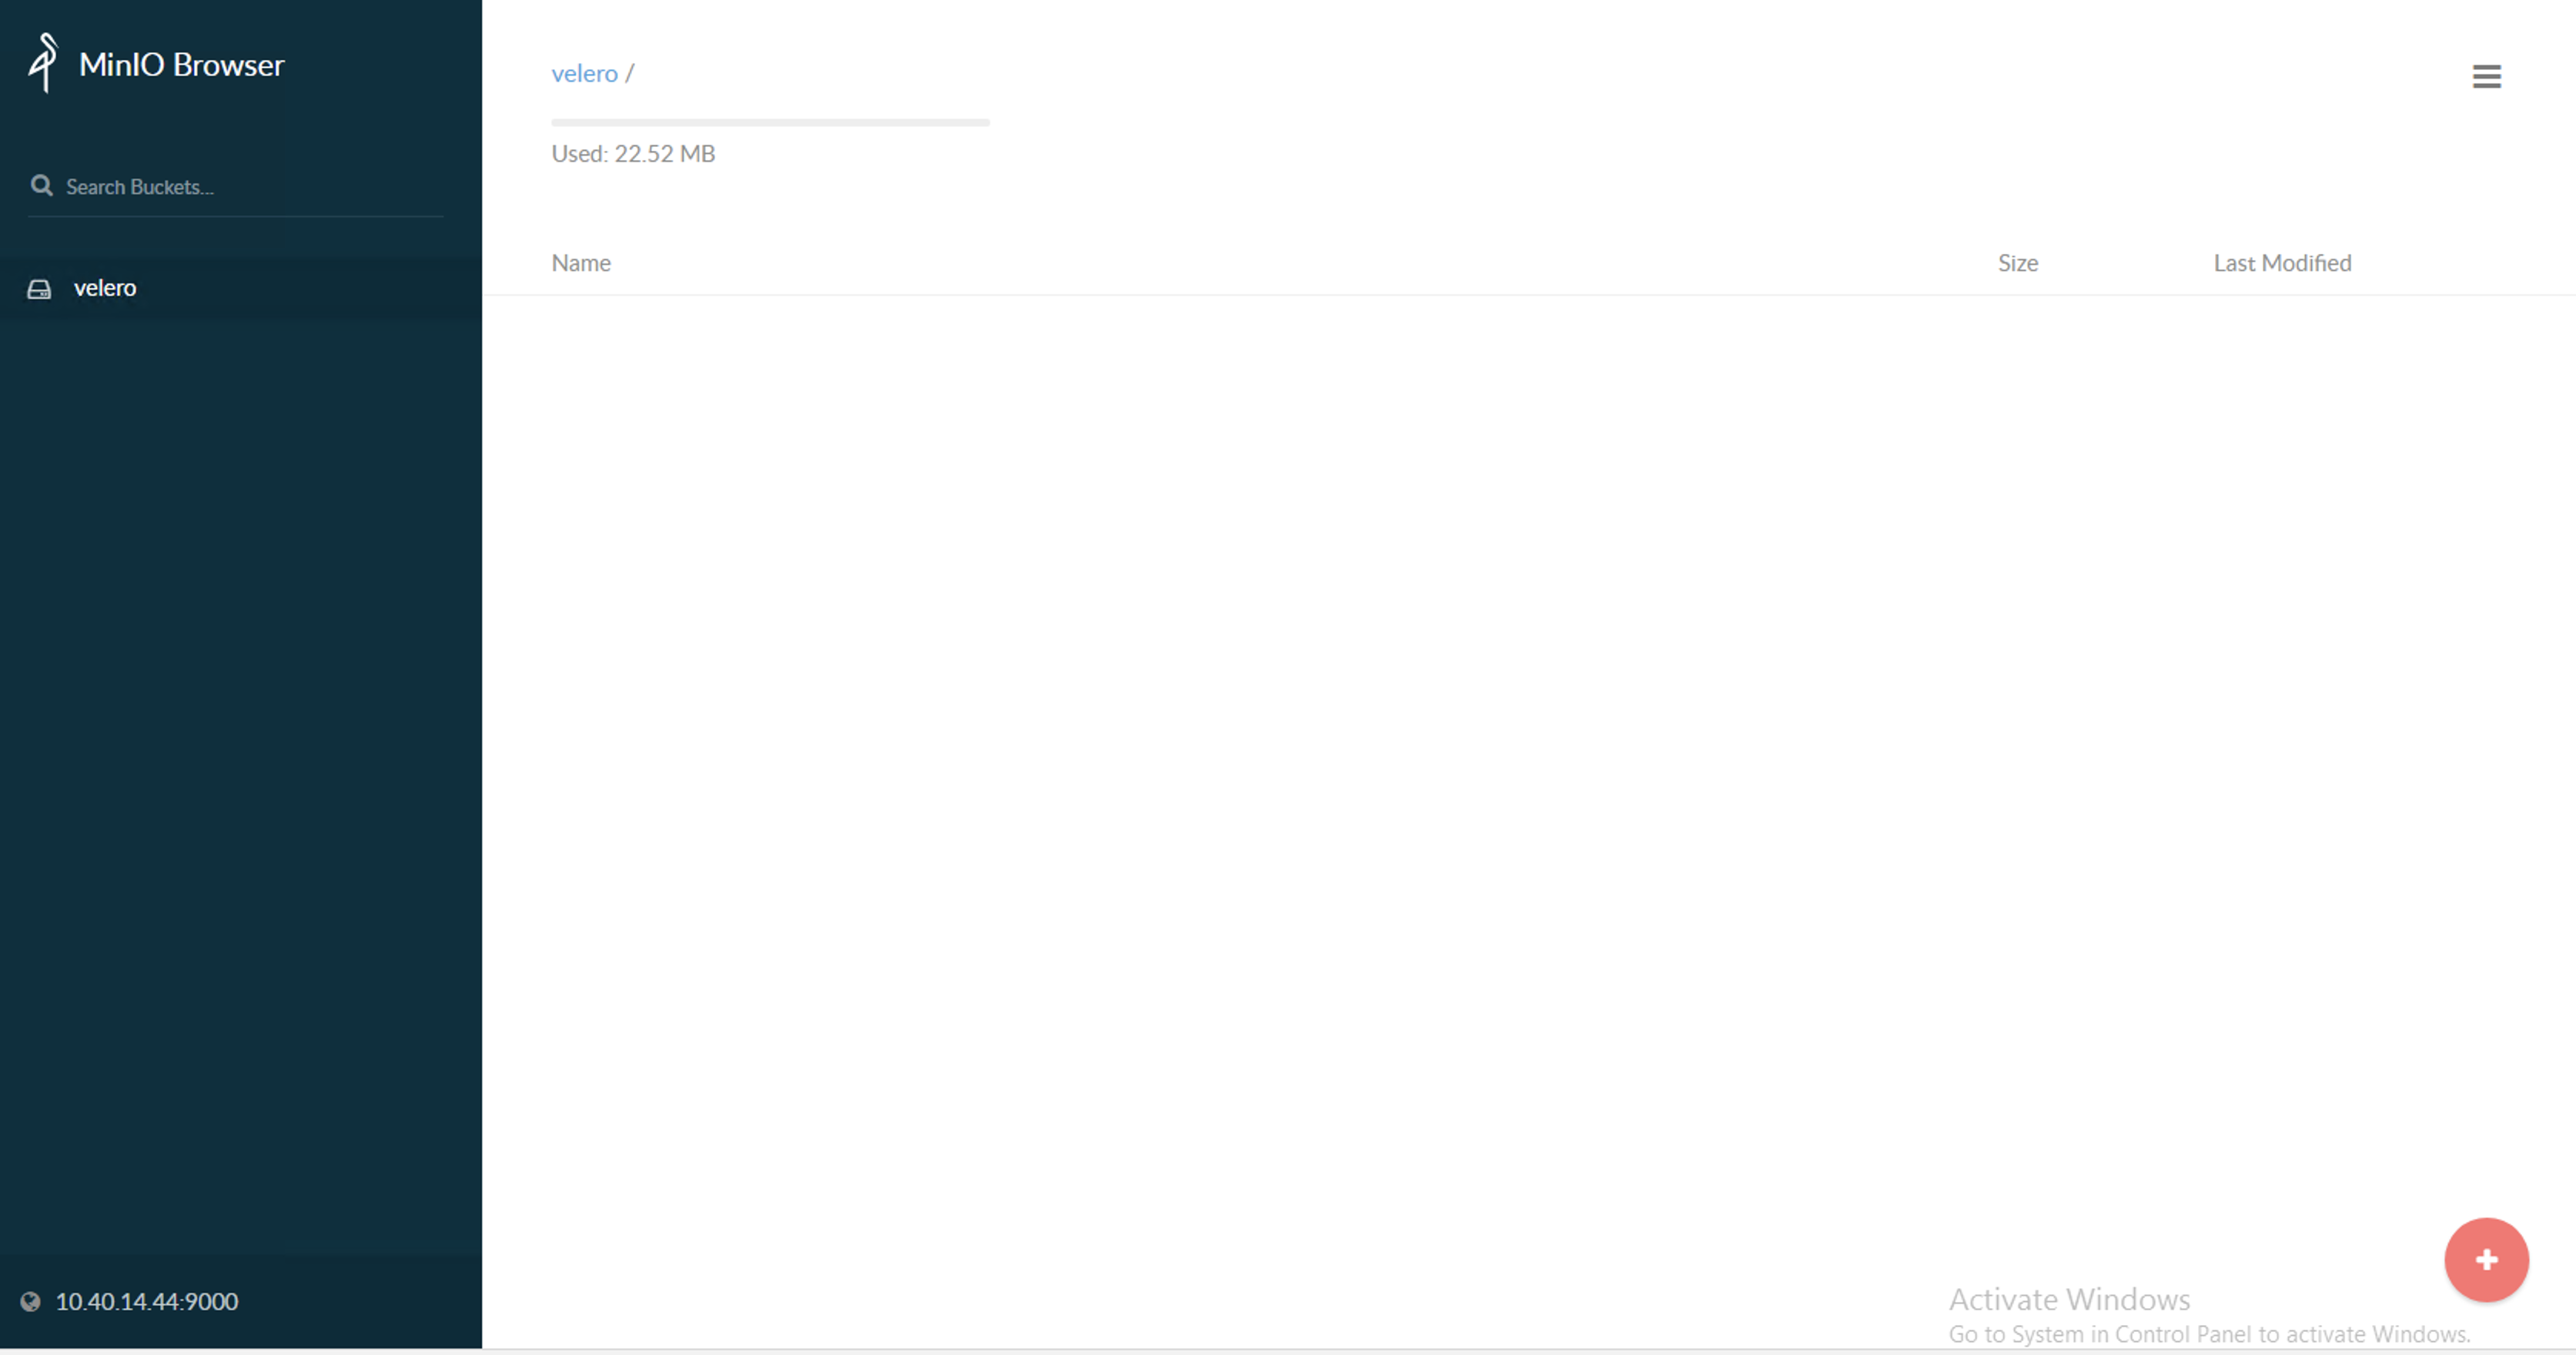 MinIO Browser
Search Buckets...
velero
10.40.14.44:9000
velero /
Used: 22.52 MB
Name Size Last Modified
Activate Windows
Go to System in Control Panel to activate Windows.